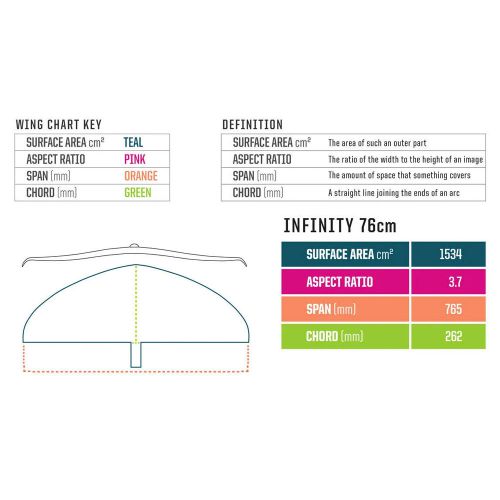 WING CHART KEY
SURFACE AREA cm² TEAL
ASPECT RATIO PINK
SPAN (mm) ORANGE
CHORD (mm) GREEN
DEFINITION
SURFACE AREA cm² The area of such an outer part
ASPECT RATIO The ratio of the width to the height of an image
SPAN (mm) The amount of space that something covers
CHORD (mm) A straight line joining the ends of an arc
INFINITY 76cm
SURFACE AREA cm² 1534
ASPECT RATIO 3.7
SPAN (mm) 765
CHORD (mm) 262